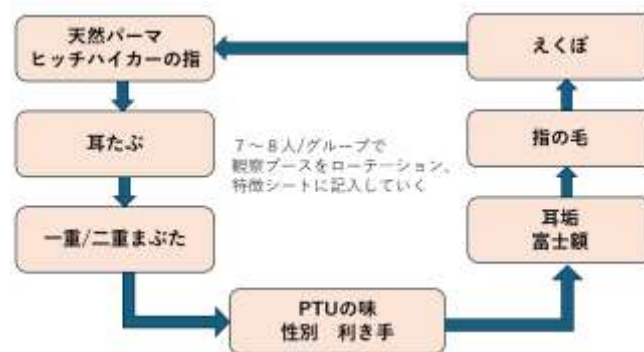 天然パーマ
ヒッチハイカーの指
耳たぶ
一重/二重まぶた
PTUの味
性別 利き手
耳垢
富士額
指の毛
えくぼ
7～8人/グループで
観察ブースをローテーション、
特徴シートに記入していく